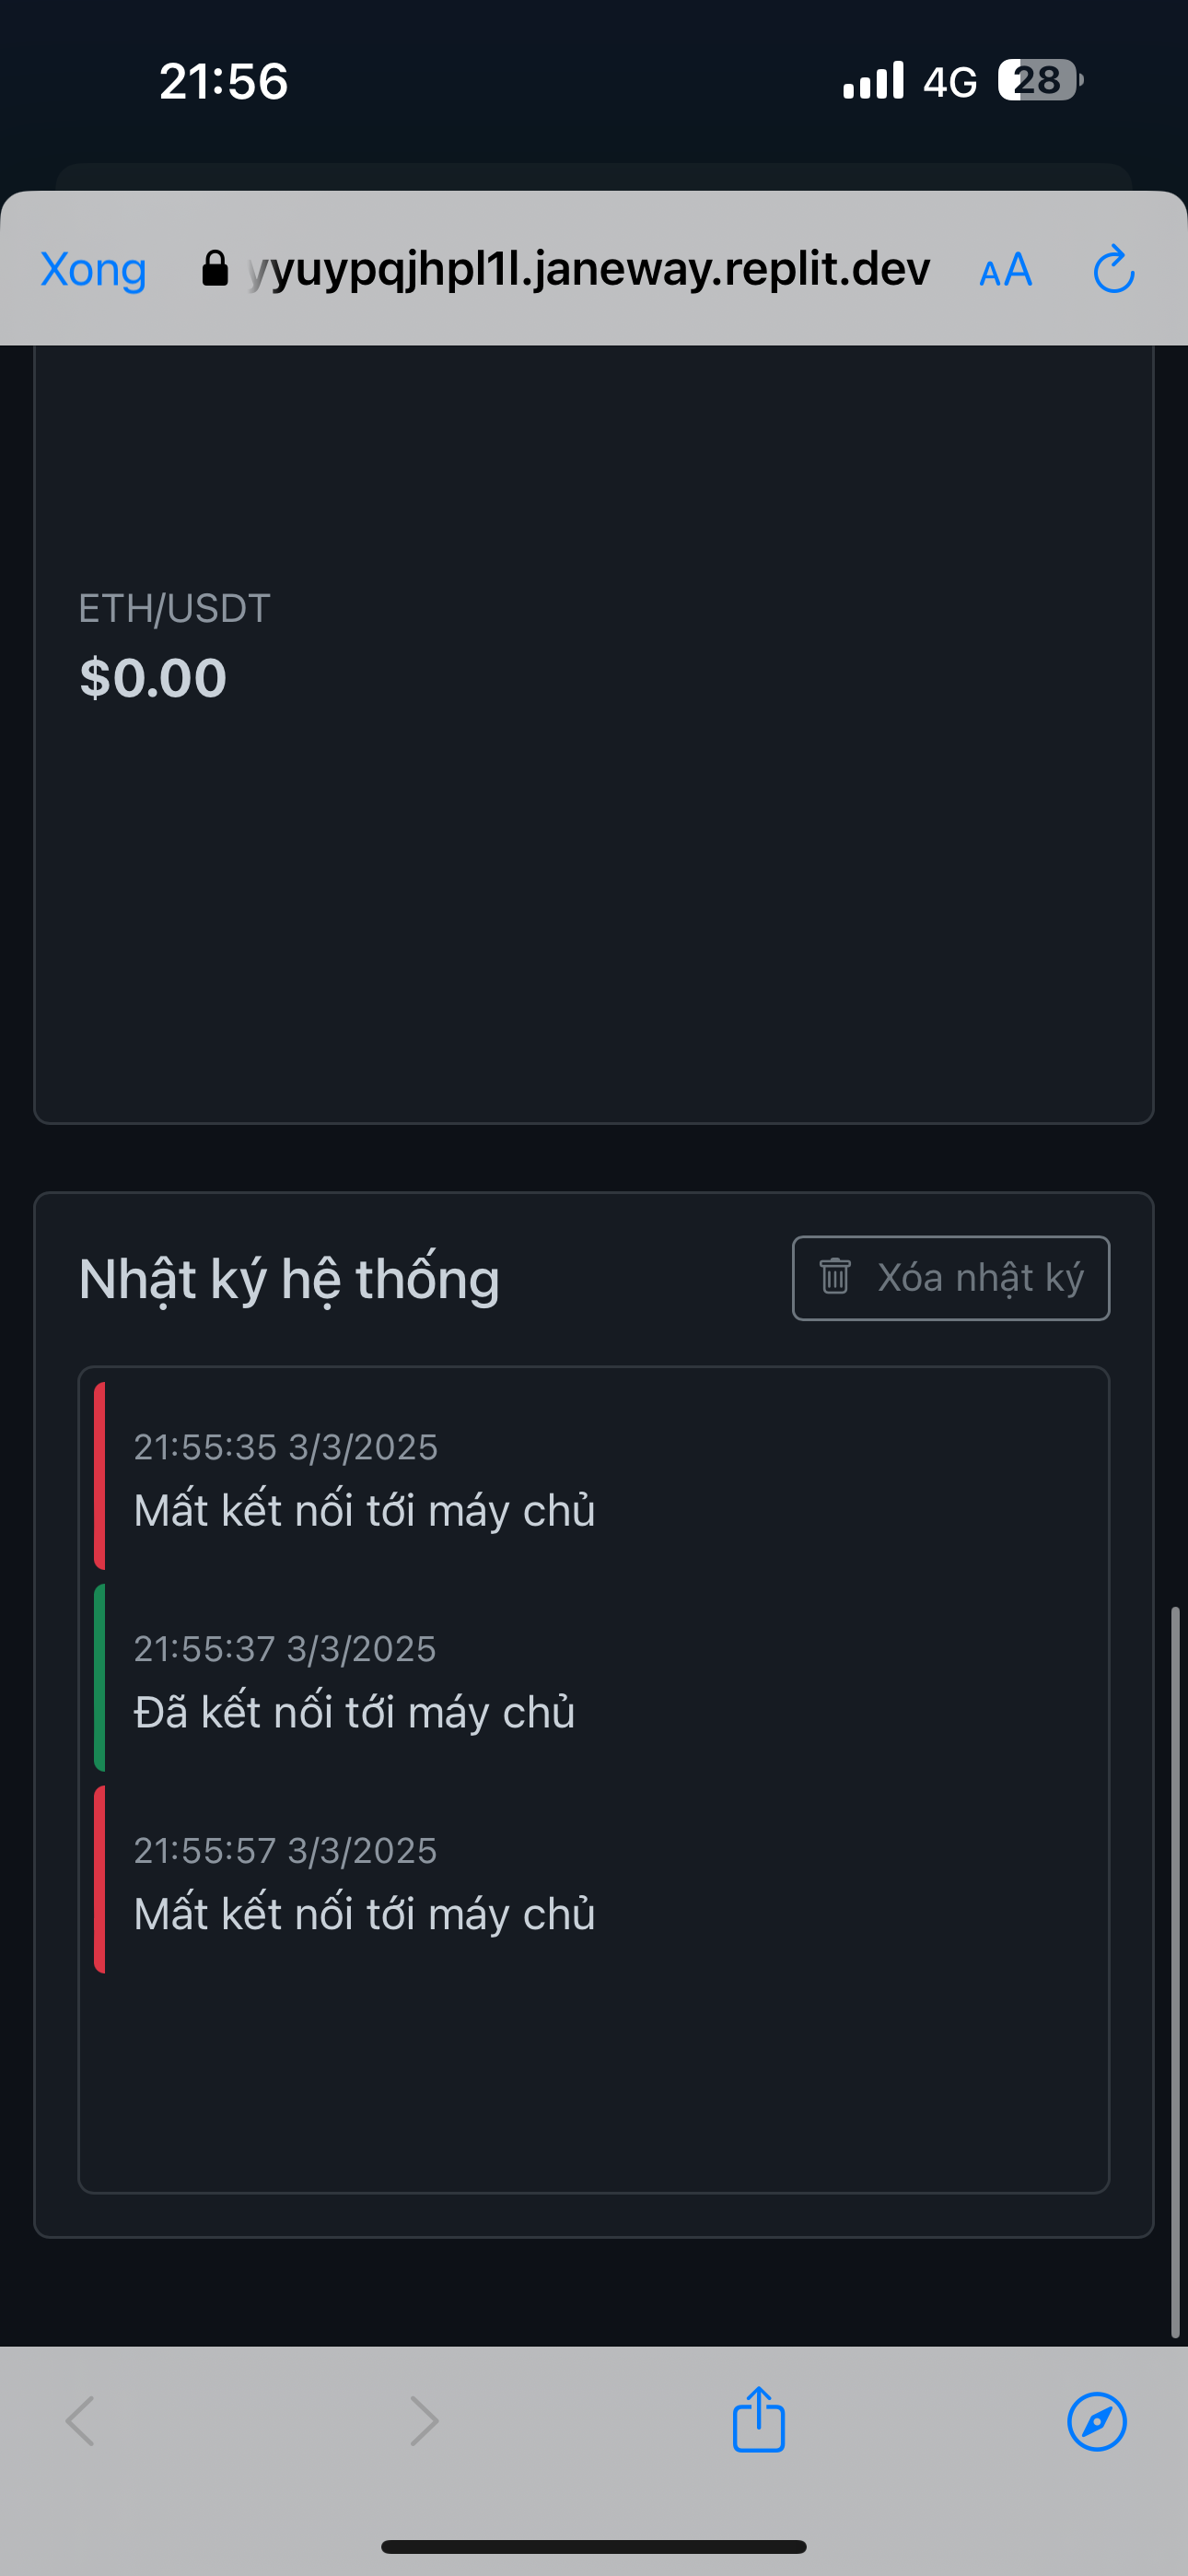 21:56
4G
28
Xong
yyuypqjhpl1l.janeway.replit.dev
AA
ETH/USDT
$0.00
Nhật ký hệ thống
Xóa nhật ký
21:55:35 3/3/2025
Mất kết nối tới máy chủ
21:55:37 3/3/2025
Đã kết nối tới máy chủ
21:55:57 3/3/2025
Mất kết nối tới máy chủ